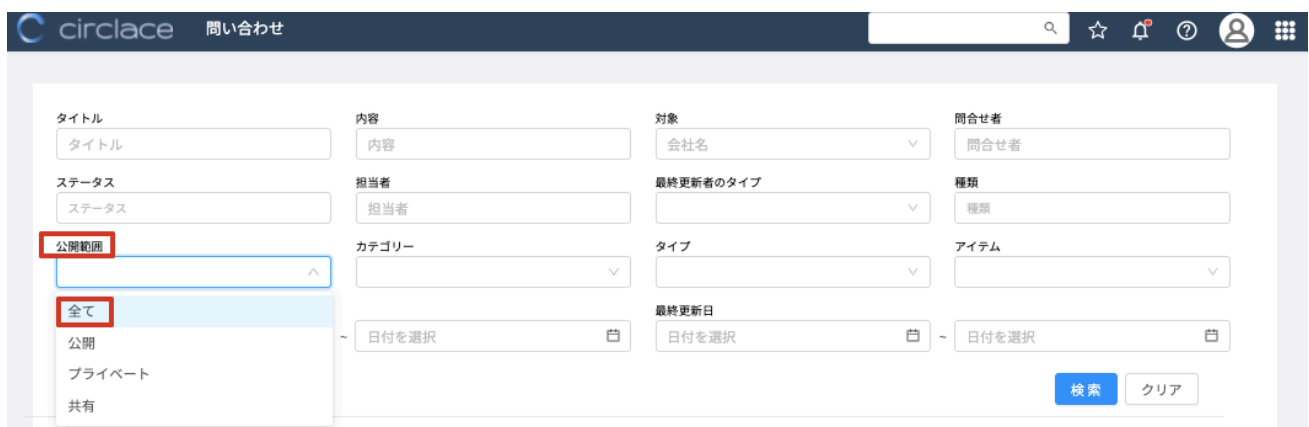 circlace 問い合わせ
タイトル 内容 対象 問合せ者
タイトル 内容 会社名 問合せ者
ステータス 担当者 最終更新者のタイプ 種類
ステータス 担当者 種類
公開範囲 カテゴリー タイプ アイテム
全て 最終更新日
~ 日付を選択 日付を選択 ~ 日付を選択
公開
プライベート
検索 クリア
共有